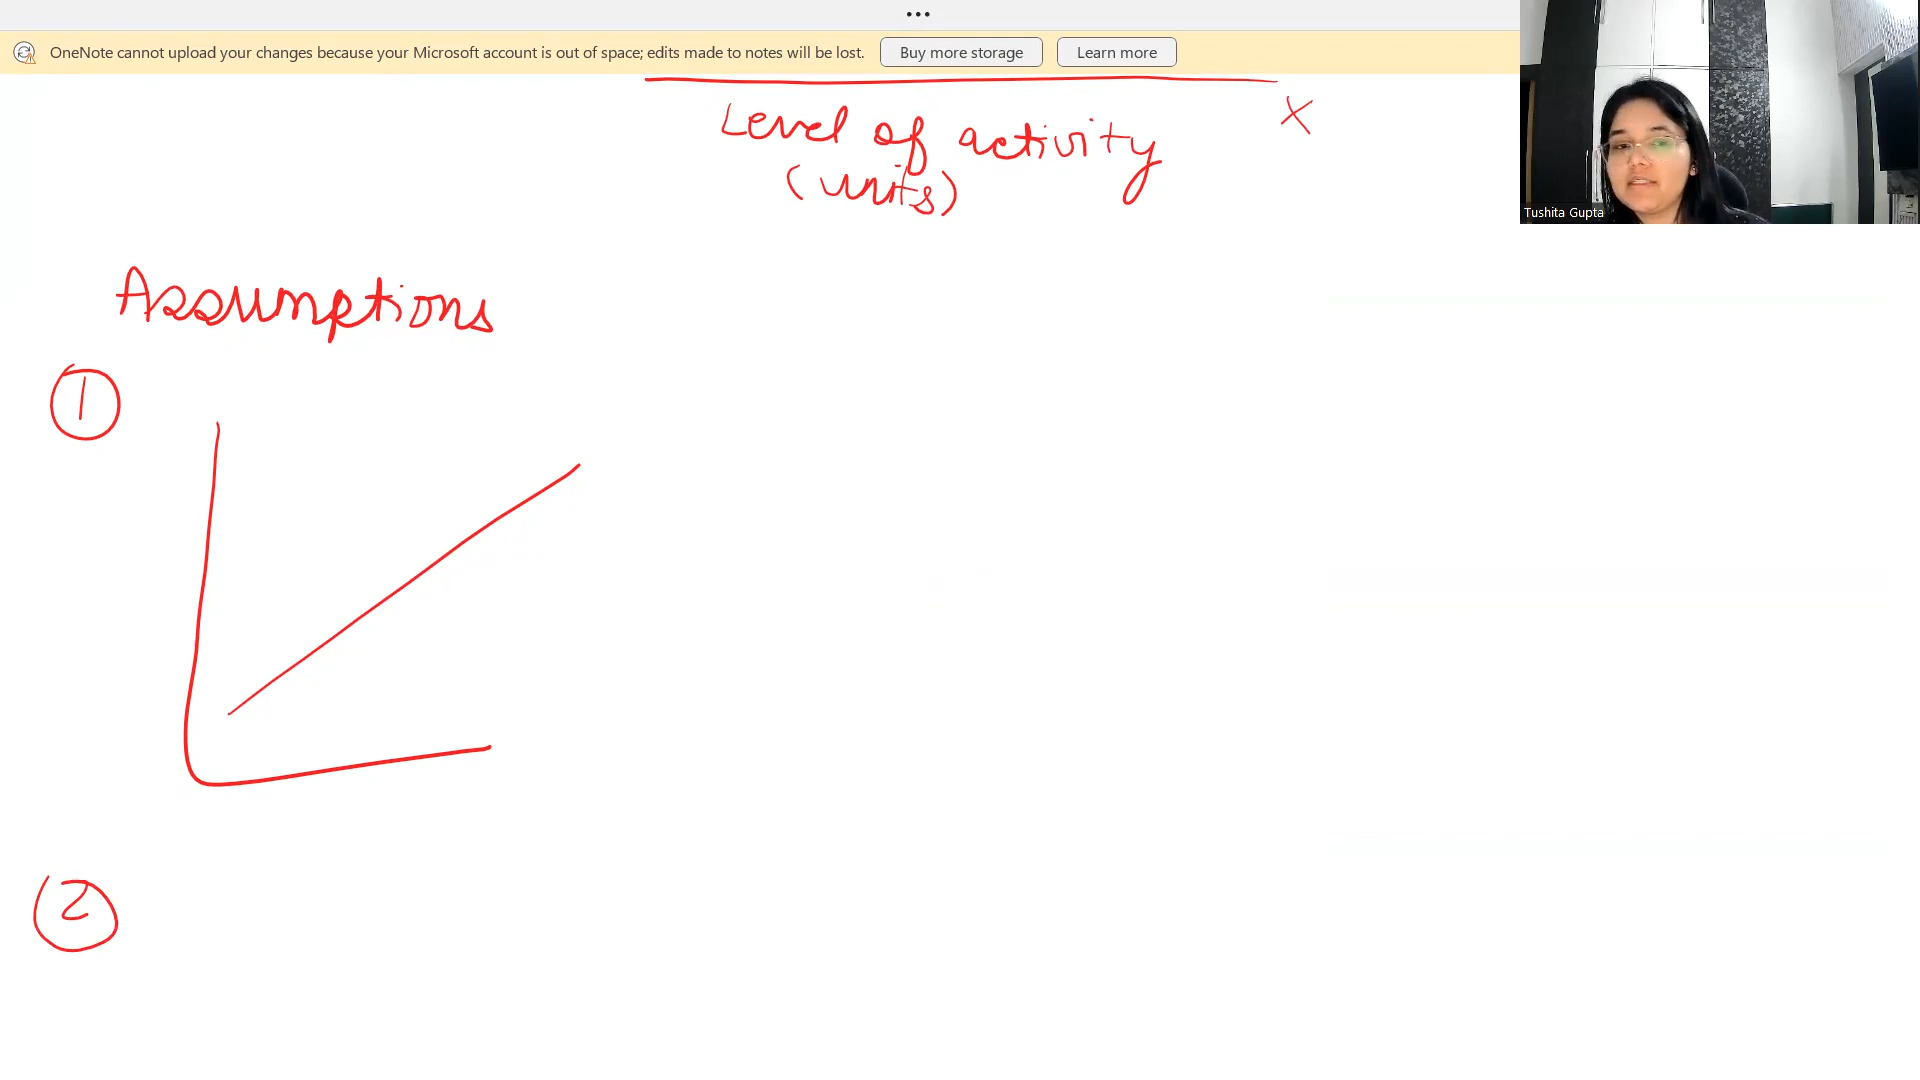 •••
OneNote cannot upload your changes because your Microsoft account is out of space; edits made to notes will be lost. Buy more storage Learn more
Level of activity X
(units)
Tushita Gupta
Assumptions
1
2